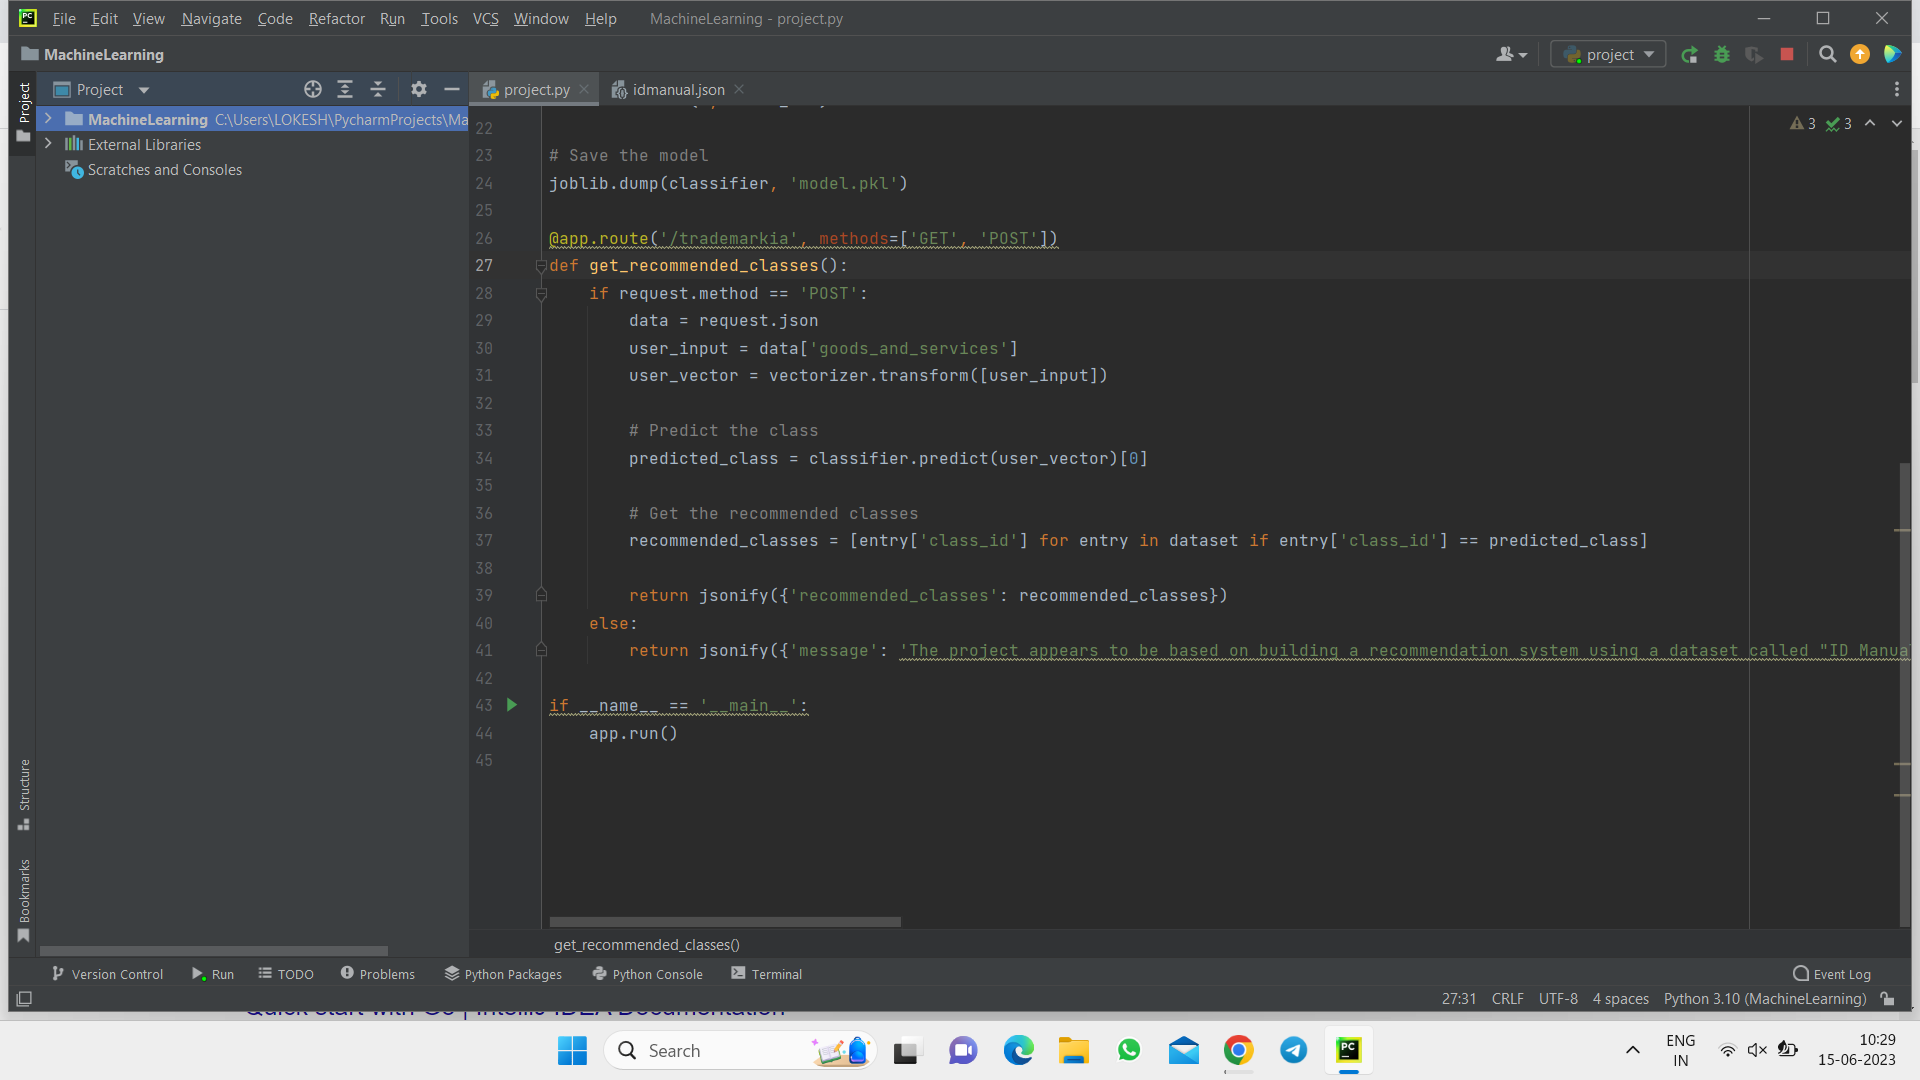 File Edit View Navigate Code Refactor Run Tools VCS Window Help MachineLearning - project.py
MachineLearning
project
Project
project.py
idmanual.json
Project
MachineLearning C:\Users\LOKESH\PycharmProjects\Ma
External Libraries
Scratches and Consoles
3 3
22
23 # Save the model
24 joblib.dump(classifier, 'model.pkl')
25
26 @app.route('/trademarkia', methods=['GET', 'POST'])
27 def get_recommended_classes():
28 if request.method == 'POST':
29 data = request.json
30 user_input = data['goods_and_services']
31 user_vector = vectorizer.transform([user_input])
32
33 # Predict the class
34 predicted_class = classifier.predict(user_vector)[0]
35
36 # Get the recommended classes
37 recommended_classes = [entry['class_id'] for entry in dataset if entry['class_id'] == predicted_class]
38
39 return jsonify({'recommended_classes': recommended_classes})
40 else:
41 return jsonify({'message': 'The project appears to be based on building a recommendation system using a dataset called "ID Manua
42
43 if __name__ == '__main__':
44 app.run()
45
Structure
Bookmarks
get_recommended_classes()
Version Control Run TODO Problems Python Packages Python Console Terminal Event Log
27:31 CRLF UTF-8 4 spaces Python 3.10 (MachineLearning)
Search
ENG
IN
10:29
15-06-2023